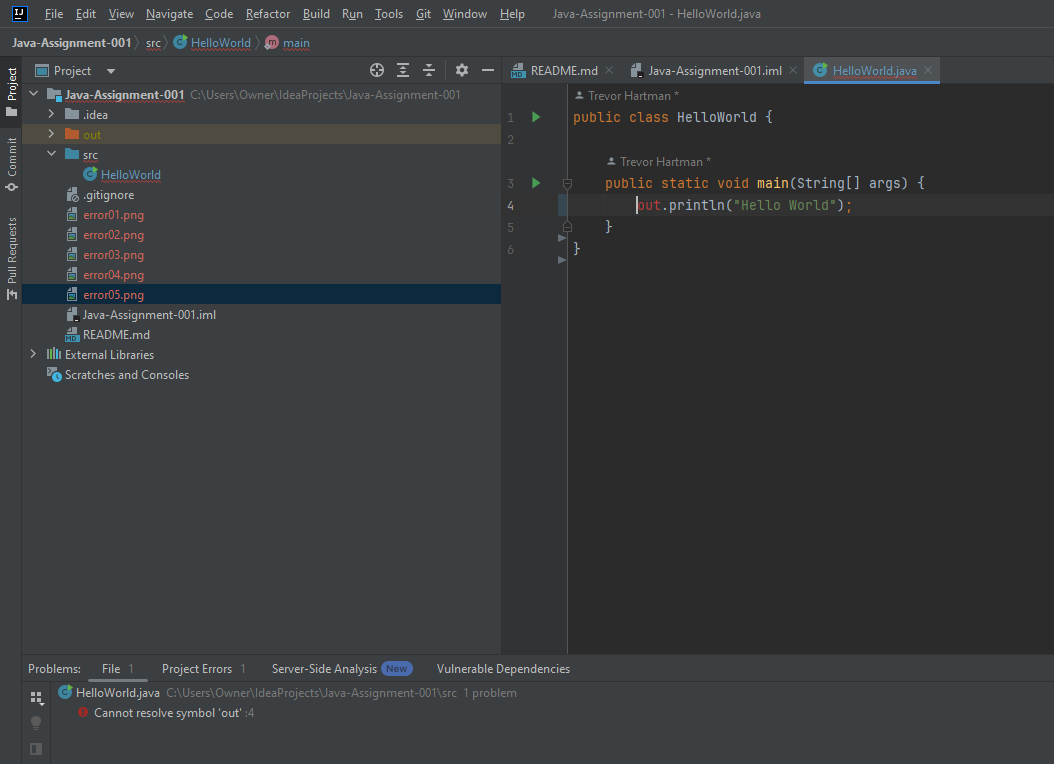 IJ File Edit View Navigate Code Refactor Build Run Tools Git Window Help Java-Assignment-001 - HelloWorld.java
Java-Assignment-001 〉 src 〉 C HelloWorld 〉 m main
Project
Commit
Pull Requests
Project
Java-Assignment-001 C:\Users\Owner\IdeaProjects\Java-Assignment-001
.idea
out
src
C HelloWorld
.gitignore
error01.png
error02.png
error03.png
error04.png
error05.png
Java-Assignment-001.iml
MD README.md
External Libraries
Scratches and Consoles
MD README.md Java-Assignment-001.iml C HelloWorld.java
Trevor Hartman *
1 public class HelloWorld {
2
Trevor Hartman *
3 public static void main(String[] args) {
4 out.println("Hello World");
5 }
6 }
Problems: File 1 Project Errors 1 Server-Side Analysis New Vulnerable Dependencies
C HelloWorld.java C:\Users\Owner\IdeaProjects\Java-Assignment-001\src 1 problem
Cannot resolve symbol 'out' :4